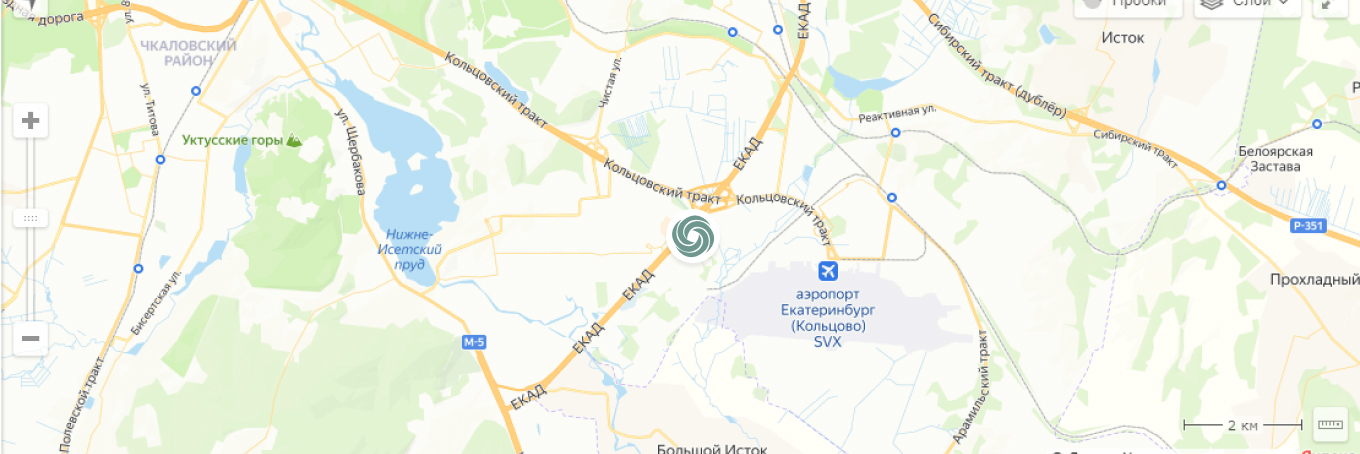 дорога
ЧКАЛОВСКИЙ
РАЙОН
ул. Титова
Уктусские горы
ул. Щербакова
Кольцовский тракт
Чистая ул.
ЕКАД
Сибирский тракт (дублёр)
Исток
Пробки
Слои
Реактивная ул.
Сибирский тракт
Белоярская
Застава
Р-351
Прохладный
Кольцовский тракт
ЕКАД
Кольцовский тракт
Нижне-
Исетский
пруд
Бисертская ул.
ЕКАД
аэропорт
Екатеринбург
(Кольцово)
SVX
М-5
ЕКАД
ЕКАД
Полевской тракт
Арамильский тракт
Большой Исток
2 км